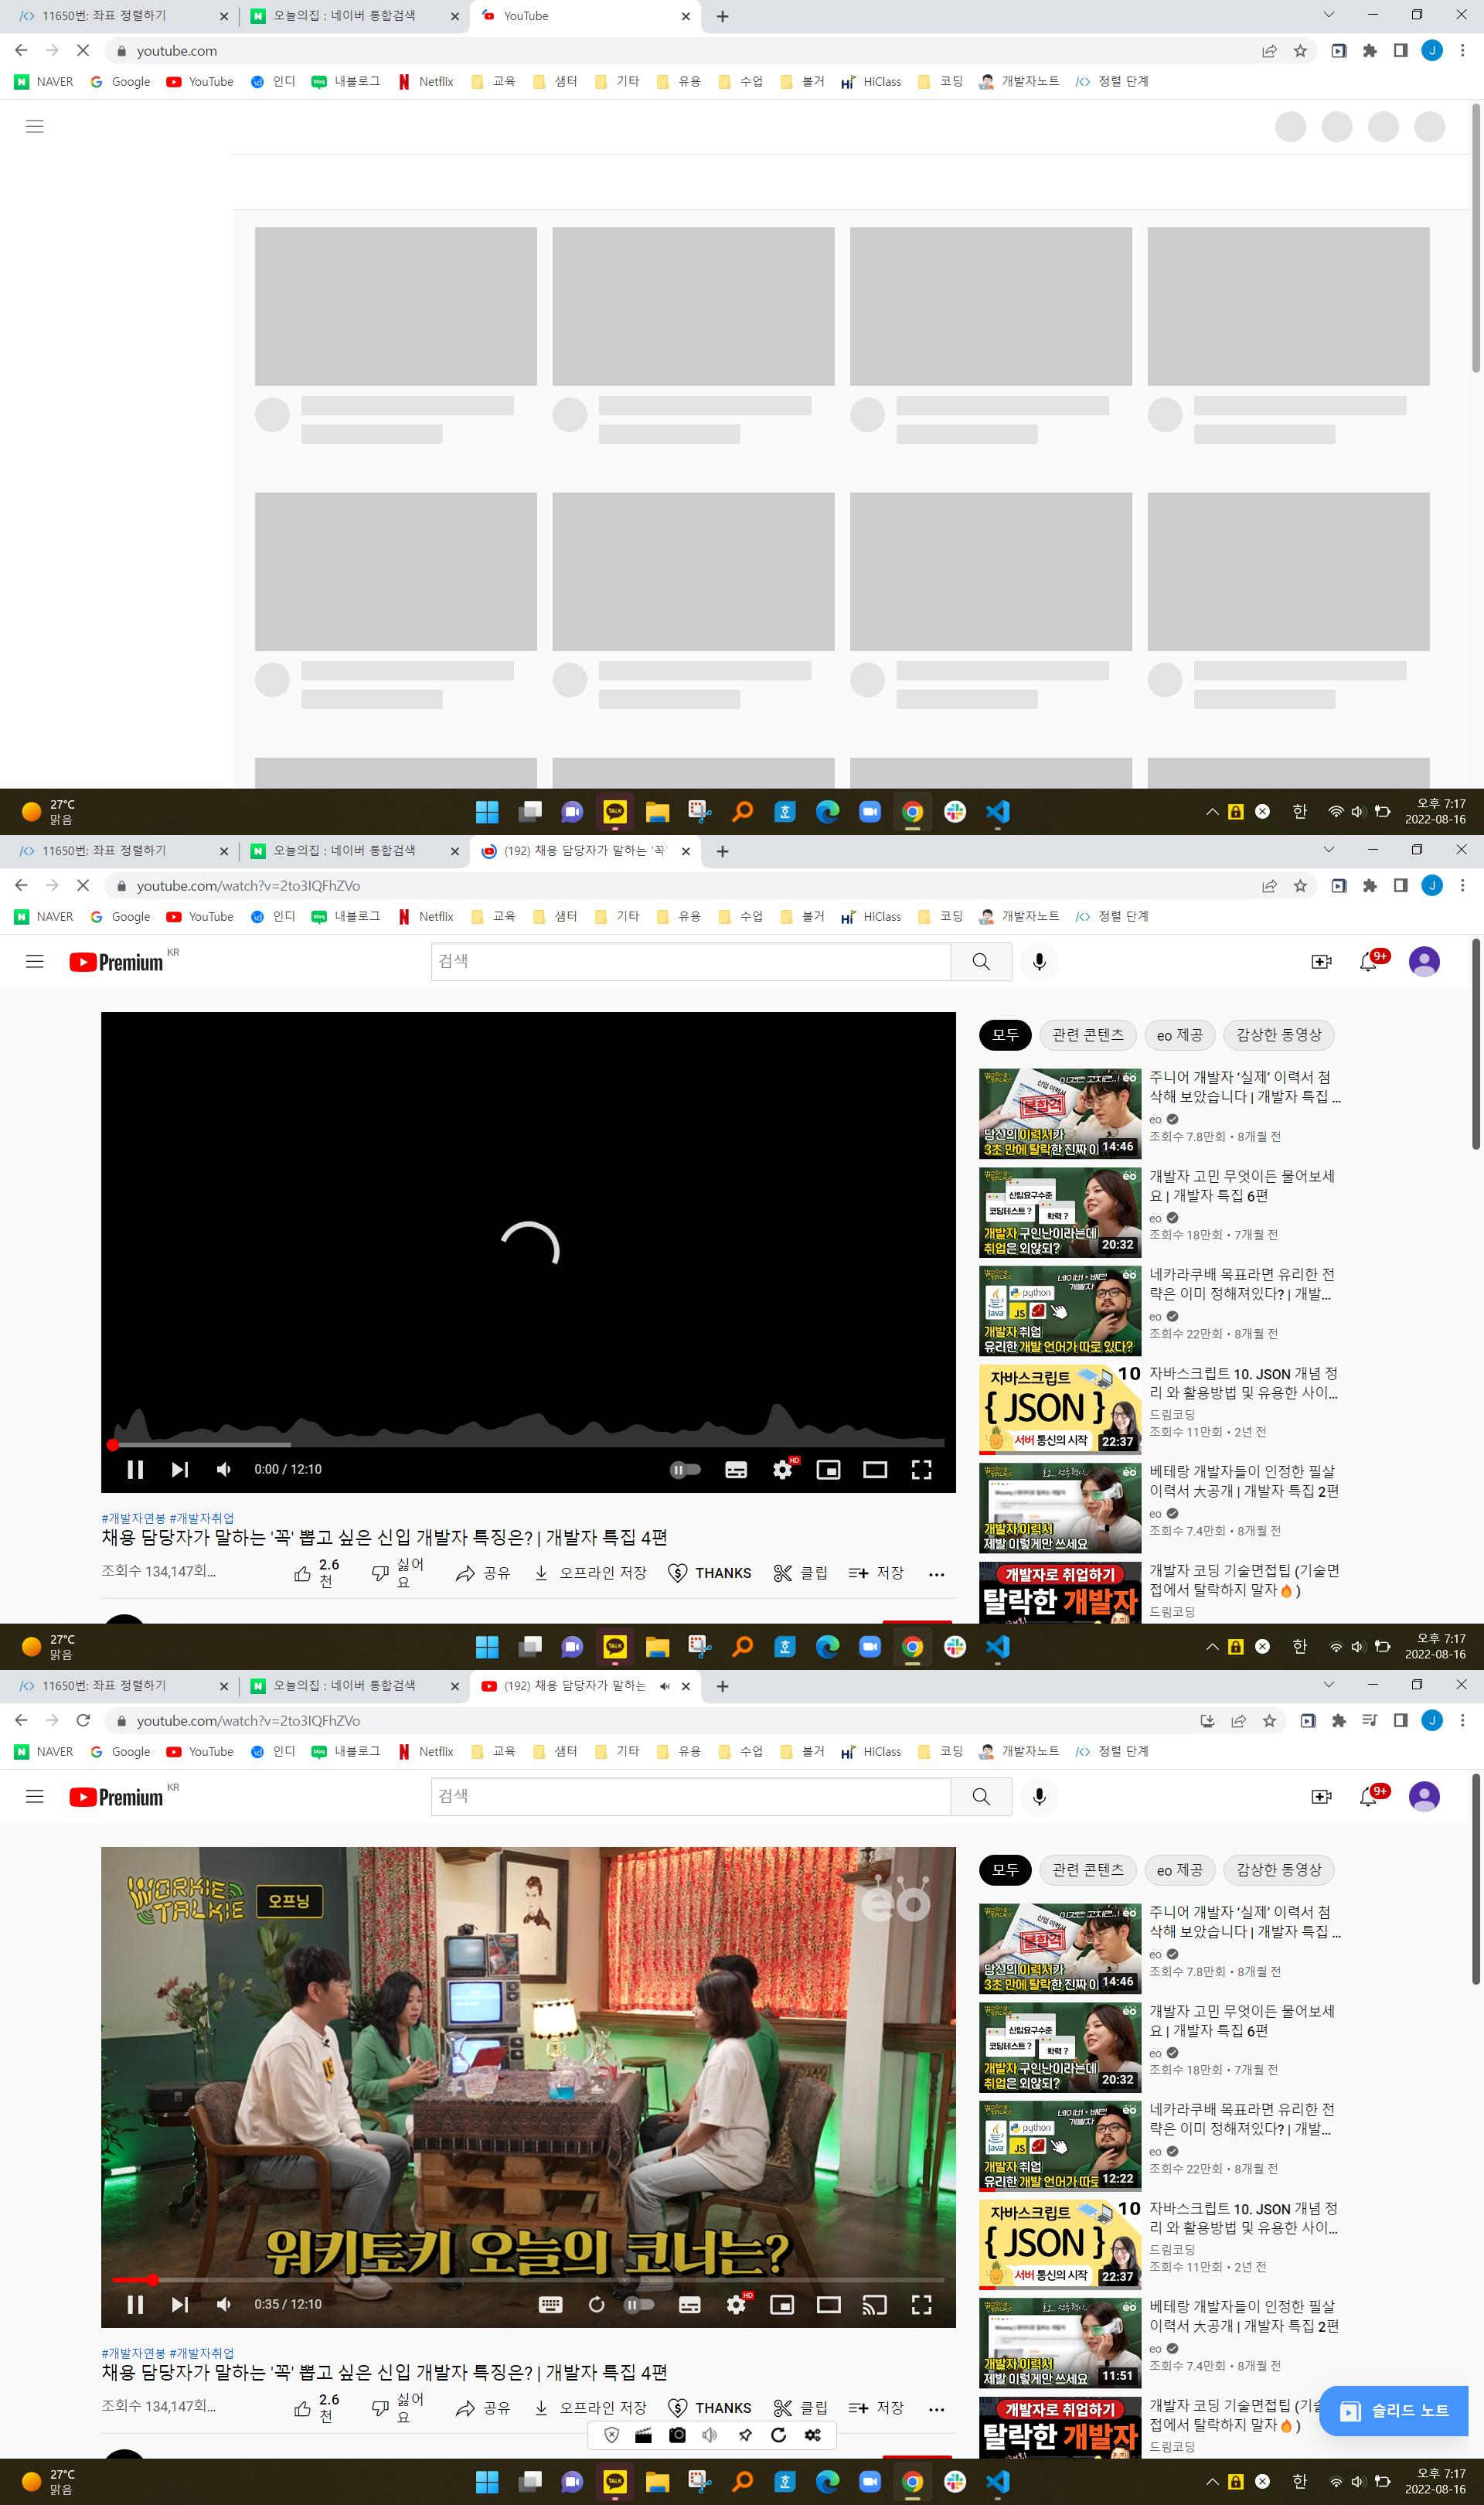 11650번: 좌표 정렬하기
오늘의집 : 네이버 통합검색
YouTube
youtube.com
NAVER Google YouTube 인디 내블로그 Netflix 교육 샘터 기타 유용 수업 볼거 HiClass 코딩 개발자노트 정렬 단계
27°C
맑음
한
오후 7:17
2022-08-16
11650번: 좌표 정렬하기
오늘의집 : 네이버 통합검색
(192) 채용 담당자가 말하는 '꼭'
youtube.com/watch?v=2to3IQFhZVo
NAVER Google YouTube 인디 내블로그 Netflix 교육 샘터 기타 유용 수업 볼거 HiClass 코딩 개발자노트 정렬 단계
Premium KR
검색
9+
모두 관련 콘텐츠 eo 제공 감상한 동영상
0:00 / 12:10
HD
#개발자연봉 #개발자취업
채용 담당자가 말하는 '꼭' 뽑고 싶은 신입 개발자 특징은? | 개발자 특집 4편
조회수 134,147회...
2.6천
싫어요
공유
오프라인 저장
THANKS
클립
저장
불합격
당신의 이력서가
3초 만에 탈락한 진짜 이
14:46
주니어 개발자 ‘실제’ 이력서 첨
삭해 보았습니다 | 개발자 특집 ...
eo
조회수 7.8만회 • 8개월 전
신입요구수준
코딩테스트 ?
학력 ?
개발자 구인난이라는데
취업은 외않되?
20:32
개발자 고민 무엇이든 물어보세
요 | 개발자 특집 6편
eo
조회수 18만회 • 7개월 전
네이버 • 배민
개발자
Java
python
JS
개발자 취업
유리한 개발 언어가 따로 있다?
네카라쿠배 목표라면 유리한 전
략은 이미 정해져있다? | 개발...
eo
조회수 22만회 • 8개월 전
자바스크립트 10
{ JSON }
서버 통신의 시작
22:37
자바스크립트 10. JSON 개념 정
리 와 활용방법 및 유용한 사이...
드림코딩
조회수 11만회 • 2년 전
개발자 이력서
제발 이렇게만 쓰세요
베테랑 개발자들이 인정한 필살
이력서 大공개 | 개발자 특집 2편
eo
조회수 7.4만회 • 8개월 전
개발자로 취업하기
탈락한 개발자
개발자 코딩 기술면접팁 (기술면
접에서 탈락하지 말자🔥)
드림코딩
27°C
맑음
한
오후 7:17
2022-08-16
11650번: 좌표 정렬하기
오늘의집 : 네이버 통합검색
(192) 채용 담당자가 말하는
youtube.com/watch?v=2to3IQFhZVo
NAVER Google YouTube 인디 내블로그 Netflix 교육 샘터 기타 유용 수업 볼거 HiClass 코딩 개발자노트 정렬 단계
Premium KR
검색
9+
모두 관련 콘텐츠 eo 제공 감상한 동영상
WORKIE
TALKIE
오프닝
eo
워키토키 오늘의 코너는?
0:35 / 12:10
HD
#개발자연봉 #개발자취업
채용 담당자가 말하는 '꼭' 뽑고 싶은 신입 개발자 특징은? | 개발자 특집 4편
조회수 134,147회...
2.6천
싫어요
공유
오프라인 저장
THANKS
클립
저장
불합격
당신의 이력서가
3초 만에 탈락한 진짜 이
14:46
주니어 개발자 ‘실제’ 이력서 첨
삭해 보았습니다 | 개발자 특집 ...
eo
조회수 7.8만회 • 8개월 전
신입요구수준
코딩테스트 ?
학력 ?
개발자 구인난이라는데
취업은 외않되?
20:32
개발자 고민 무엇이든 물어보세
요 | 개발자 특집 6편
eo
조회수 18만회 • 7개월 전
네이버 • 배민
개발자
Java
python
JS
개발자 취업
유리한 개발 언어가 따로
12:22
네카라쿠배 목표라면 유리한 전
략은 이미 정해져있다? | 개발...
eo
조회수 22만회 • 8개월 전
자바스크립트 10
{ JSON }
서버 통신의 시작
22:37
자바스크립트 10. JSON 개념 정
리 와 활용방법 및 유용한 사이...
드림코딩
조회수 11만회 • 2년 전
개발자 이력서
제발 이렇게만 쓰세요
11:51
베테랑 개발자들이 인정한 필살
이력서 大공개 | 개발자 특집 2편
eo
조회수 7.4만회 • 8개월 전
개발자로 취업하기
탈락한 개발자
개발자 코딩 기술면접팁 (기술
접에서 탈락하지 말자🔥)
드림코딩
슬리드 노트
27°C
맑음
한
오후 7:17
2022-08-16